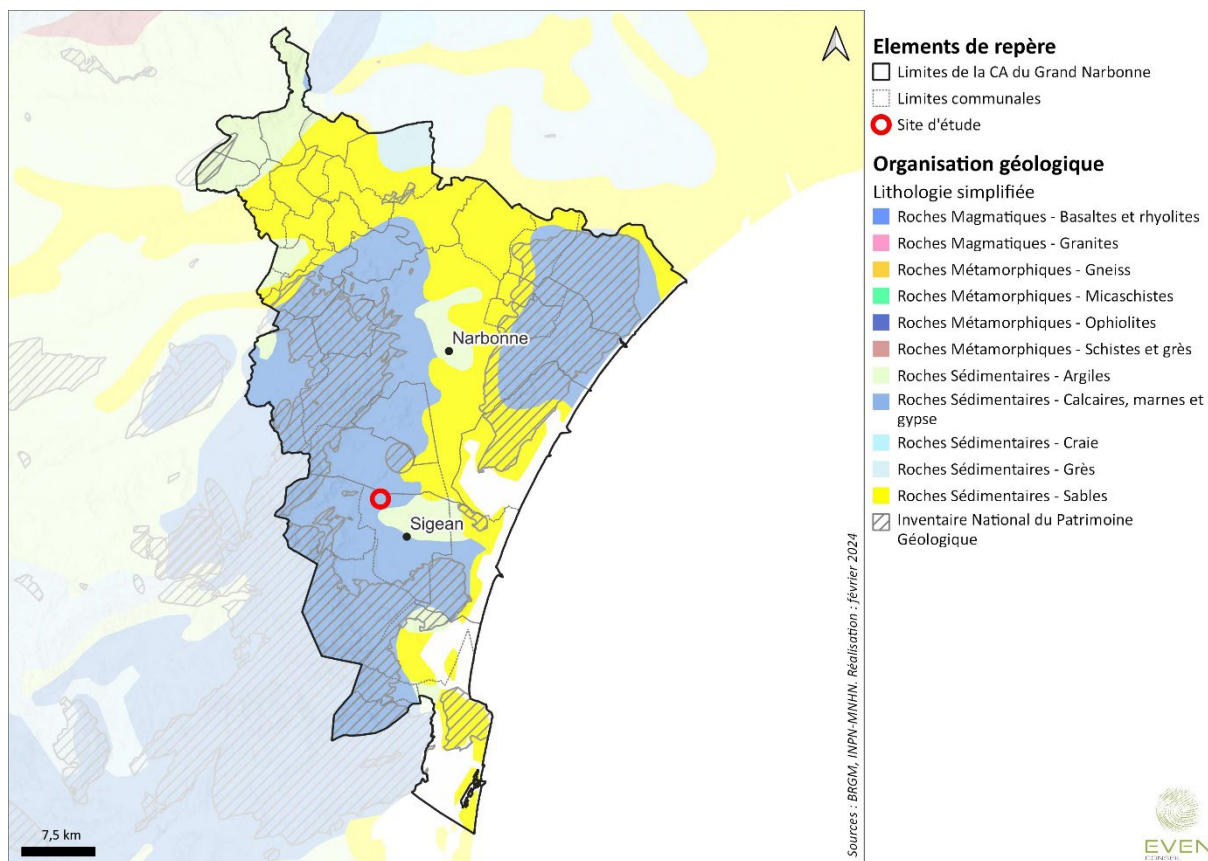 Narbonne
Sigean
7,5 km
Sources : BRGM, INPN-MNHN. Réalisation : février 2024
Elements de repère
Limites de la CA du Grand Narbonne
Limites communales
Site d'étude
Organisation géologique
Lithologie simplifiée
Roches Magmatiques - Basaltes et rhyolites
Roches Magmatiques - Granites
Roches Métamorphiques - Gneiss
Roches Métamorphiques - Micaschistes
Roches Métamorphiques - Ophiolites
Roches Métamorphiques - Schistes et grès
Roches Sédimentaires - Argiles
Roches Sédimentaires - Calcaires, marnes et
gypse
Roches Sédimentaires - Craie
Roches Sédimentaires - Grès
Roches Sédimentaires - Sables
Inventaire National du Patrimoine
Géologique
EVEN
CONSEIL